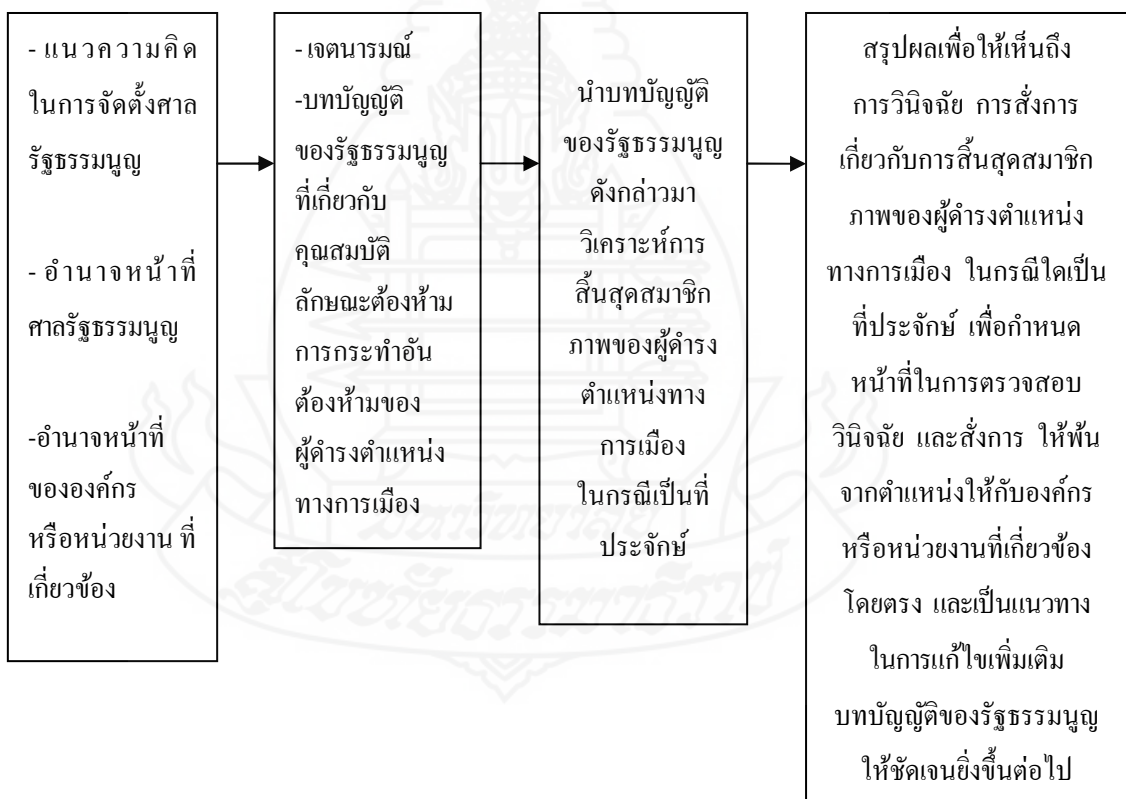 - แนวความคิด
ในการจัดตั้งศาล
รัฐธรรมนูญ
- อำนาจหน้าที่
ศาลรัฐธรรมนูญ
-อำนาจหน้าที่
ขององค์กร
หรือหน่วยงาน ที่
เกี่ยวข้อง
- เจตนารมณ์
-บทบัญญัติ
ของรัฐธรรมนูญ
ที่เกี่ยวกับ
คุณสมบัติ
ลักษณะต้องห้าม
การกระทำอัน
ต้องห้ามของ
ผู้ดำรงตำแหน่ง
ทางการเมือง
นำบทบัญญัติ
ของรัฐธรรมนูญ
ดังกล่าวมา
วิเคราะห์การ
สิ้นสุดสมาชิก
ภาพของผู้ดำรง
ตำแหน่งทาง
การเมือง
ในกรณีเป็นที่
ประจักษ์
สรุปผลเพื่อให้เห็นถึง
การวินิจฉัย การสั่งการ
เกี่ยวกับการสิ้นสุดสมาชิก
ภาพของผู้ดำรงตำแหน่ง
ทางการเมือง ในกรณีใดเป็น
ที่ประจักษ์ เพื่อกำหนด
หน้าที่ในการตรวจสอบ
วินิจฉัย และสั่งการ ให้พ้น
จากตำแหน่งให้กับองค์กร
หรือหน่วยงานที่เกี่ยวข้อง
โดยตรง และเป็นแนวทาง
ในการแก้ไขเพิ่มเติม
บทบัญญัติของรัฐธรรมนูญ
ให้ชัดเจนยิ่งขึ้นต่อไป
มหาวิทยาลัย
สุโขทัยธรรมาธิราช